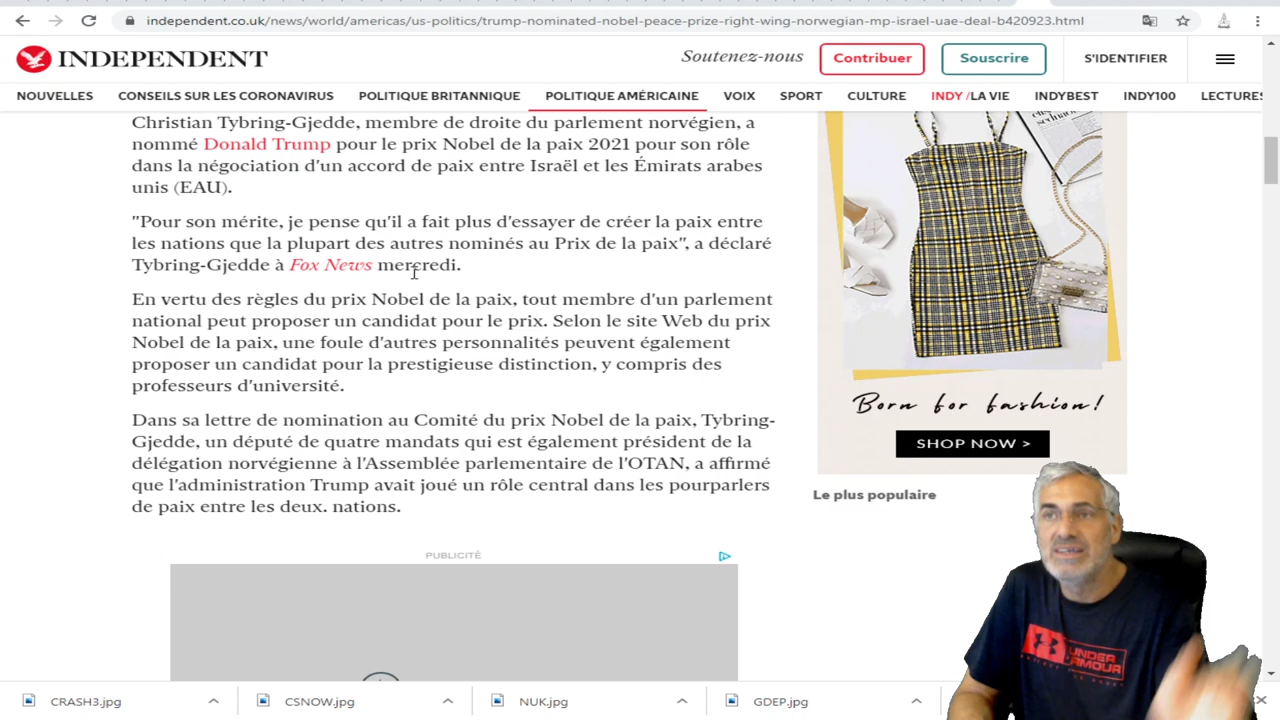 independent.co.uk/news/world/americas/us-politics/trump-nominated-nobel-peace-prize-right-wing-norwegian-mp-israel-uae-deal-b420923.html
INDEPENDENT
Soutenez-nous
Contribuer
Souscrire
S'IDENTIFIER
NOUVELLES CONSEILS SUR LES CORONAVIRUS POLITIQUE BRITANNIQUE POLITIQUE AMÉRICAINE VOIX SPORT CULTURE INDY /LA VIE INDYBEST INDY100 LECTURES
Christian Tybring-Gjedde, membre de droite du parlement norvégien, a
nommé Donald Trump pour le prix Nobel de la paix 2021 pour son rôle
dans la négociation d'un accord de paix entre Israël et les Émirats arabes
unis (EAU).
"Pour son mérite, je pense qu'il a fait plus d'essayer de créer la paix entre
les nations que la plupart des autres nominés au Prix de la paix", a déclaré
Tybring-Gjedde à Fox News mercredi.
En vertu des règles du prix Nobel de la paix, tout membre d'un parlement
national peut proposer un candidat pour le prix. Selon le site Web du prix
Nobel de la paix, une foule d'autres personnalités peuvent également
proposer un candidat pour la prestigieuse distinction, y compris des
professeurs d'université.
Dans sa lettre de nomination au Comité du prix Nobel de la paix, Tybring-
Gjedde, un député de quatre mandats qui est également président de la
délégation norvégienne à l'Assemblée parlementaire de l'OTAN, a affirmé
que l'administration Trump avait joué un rôle central dans les pourparlers
de paix entre les deux. nations.
PUBLICITÉ
Born for fashion!
SHOP NOW >
Le plus populaire
UNDER
ARMOUR
CRASH3.jpg
CSNOW.jpg
NUK.jpg
GDEP.jpg